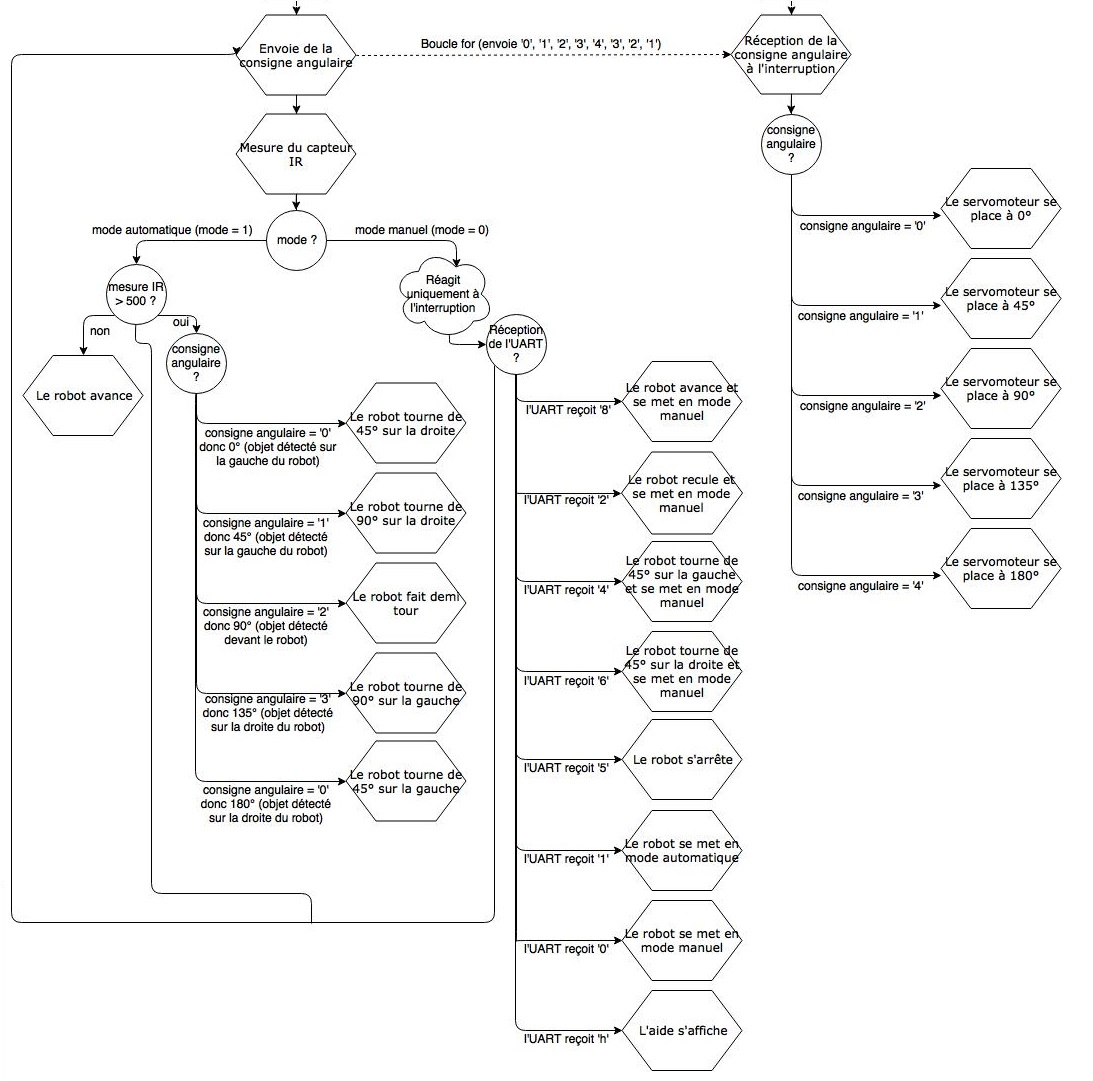 Envoie de la
consigne angulaire
Boucle for (envoie '0', '1', '2', '3', '4', '3', '2', '1')
Réception de la
consigne angulaire
à l'interruption
Mesure du capteur
IR
consigne
angulaire
?
mode ?
mode automatique (mode = 1)
mode manuel (mode = 0)
mesure IR
> 500 ?
non
oui
Le robot avance
consigne
angulaire
?
Réagit
uniquement à
l'interruption
Réception
de l'UART
?
Le robot tourne de
45° sur la droite
consigne angulaire = '0'
donc 0° (objet détecté sur
la gauche du robot)
Le robot tourne de
90° sur la droite
consigne angulaire = '1'
donc 45° (objet détecté
sur la gauche du robot)
Le robot fait demi
tour
consigne angulaire = '2'
donc 90° (objet détecté
devant le robot)
Le robot tourne de
90° sur la gauche
consigne angulaire = '3'
donc 135° (objet détecté
sur la droite du robot)
Le robot tourne de
45° sur la gauche
consigne angulaire = '0'
donc 180° (objet détecté
sur la droite du robot)
Le robot avance et
se met en mode
manuel
l'UART reçoit '8'
Le robot recule et
se met en mode
manuel
l'UART reçoit '2'
Le robot tourne de
45° sur la gauche
et se met en mode
manuel
l'UART reçoit '4'
Le robot tourne de
45° sur la droite et
se met en mode
manuel
l'UART reçoit '6'
Le robot s'arrête
l'UART reçoit '5'
Le robot se met en
mode automatique
l'UART reçoit '1'
Le robot se met en
mode manuel
l'UART reçoit '0'
L'aide s'affiche
l'UART reçoit 'h'
Le servomoteur se
place à 0°
consigne angulaire = '0'
Le servomoteur se
place à 45°
consigne angulaire = '1'
Le servomoteur se
place à 90°
consigne angulaire = '2'
Le servomoteur se
place à 135°
consigne angulaire = '3'
Le servomoteur se
place à 180°
consigne angulaire = '4'